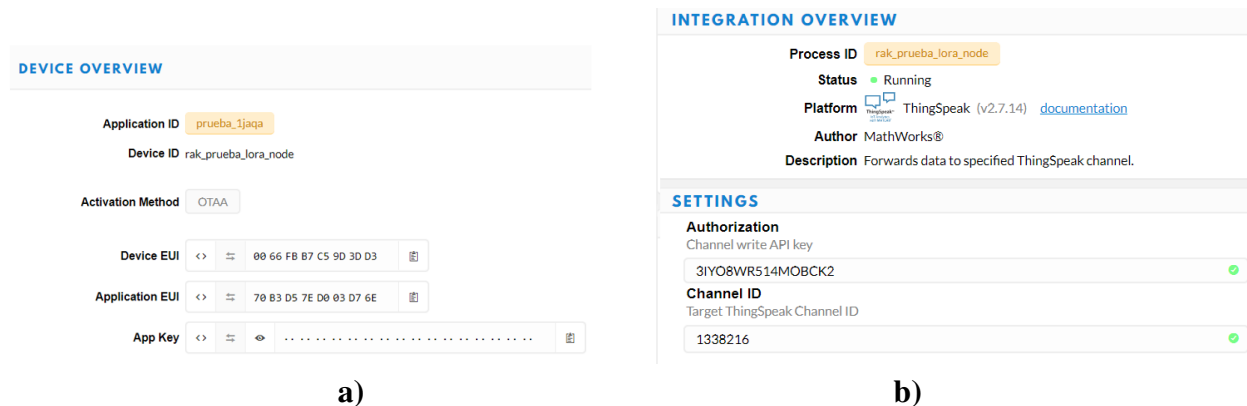 DEVICE OVERVIEW
Application ID prueba_1jaqa
Device ID rak_prueba_lora_node
Activation Method OTAA
Device EUI <> 00 66 FB B7 C5 9D 3D D3
Application EUI <> 70 B3 D5 7E D0 03 D7 6E
App Key <> .. .. .. .. .. .. .. .. .. .. .. .. .. .. .. ..
a)
INTEGRATION OVERVIEW
Process ID rak_prueba_lora_node
Status Running
Platform ThingSpeak (v2.7.14) documentation
Author MathWorks®
Description Forwards data to specified ThingSpeak channel.
SETTINGS
Authorization
Channel write API key
3IYO8WR514MOBCK2
Channel ID
Target ThingSpeak Channel ID
1338216
b)